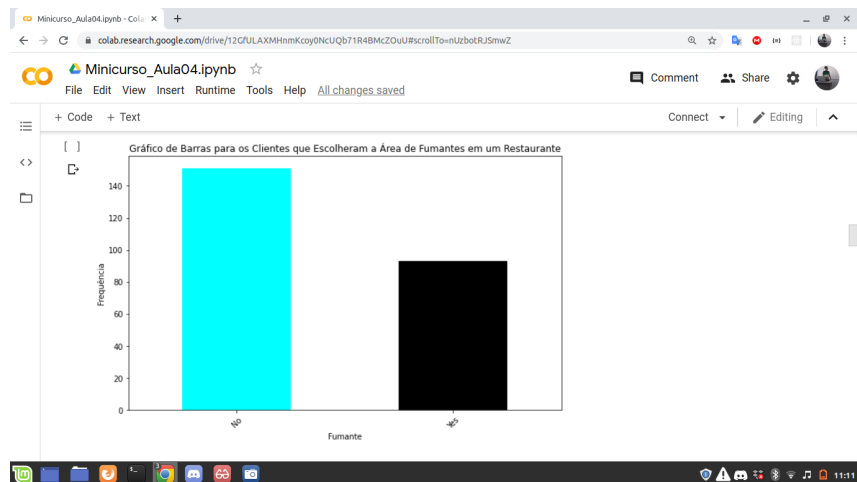 Minicurso_Aula04.ipynb - Cola
colab.research.google.com/drive/12GfULAXMHnmKcoy0NcUQb71R4BMcZOuU#scrollTo=nUzbotRJSmwZ
CO
Minicurso_Aula04.ipynb
Comment
Share
File Edit View Insert Runtime Tools Help All changes saved
+ Code + Text
Connect
Editing
[ ]
Gráfico de Barras para os Clientes que Escolheram a Área de Fumantes em um Restaurante
140
120
100
80
60
40
20
0
Frequência
No
Yes
Fumante
3
11:11